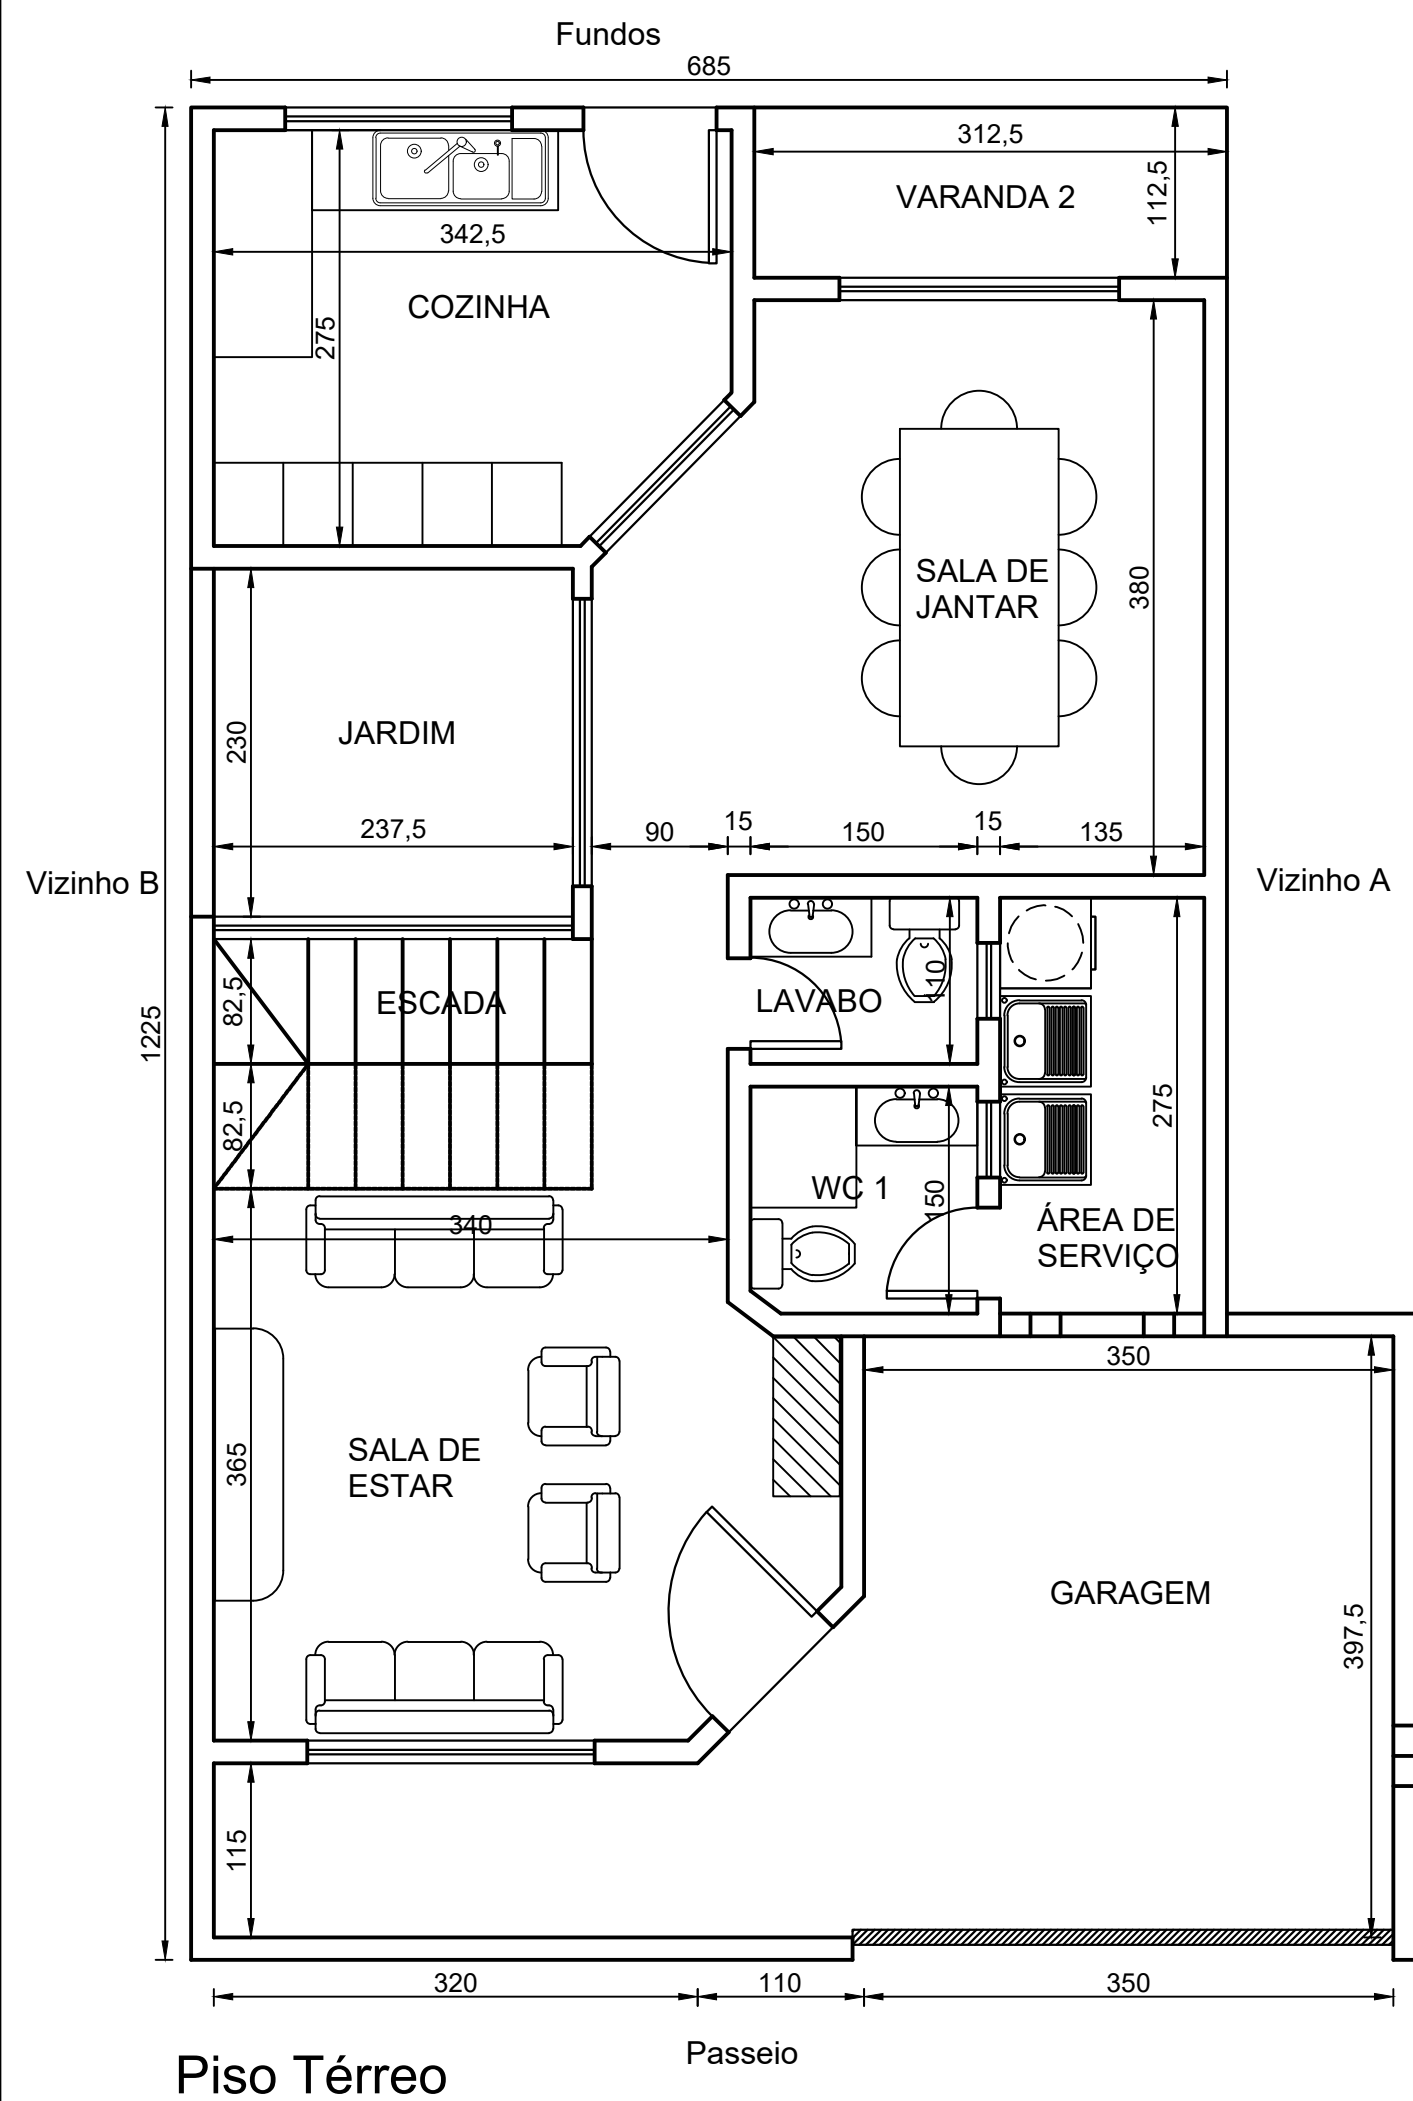 Fundos
685
312,5
VARANDA 2
112,5
342,5
COZINHA
275
SALA DE
JANTAR
380
JARDIM
230
237,5
90
15
150
15
135
Vizinho B
Vizinho A
1225
82,5
ESCADA
LAVABO
110
82,5
275
WC 1
150
ÁREA DE
SERVIÇO
340
350
SALA DE
ESTAR
365
GARAGEM
397,5
115
320
110
350
Passeio
Piso Térreo